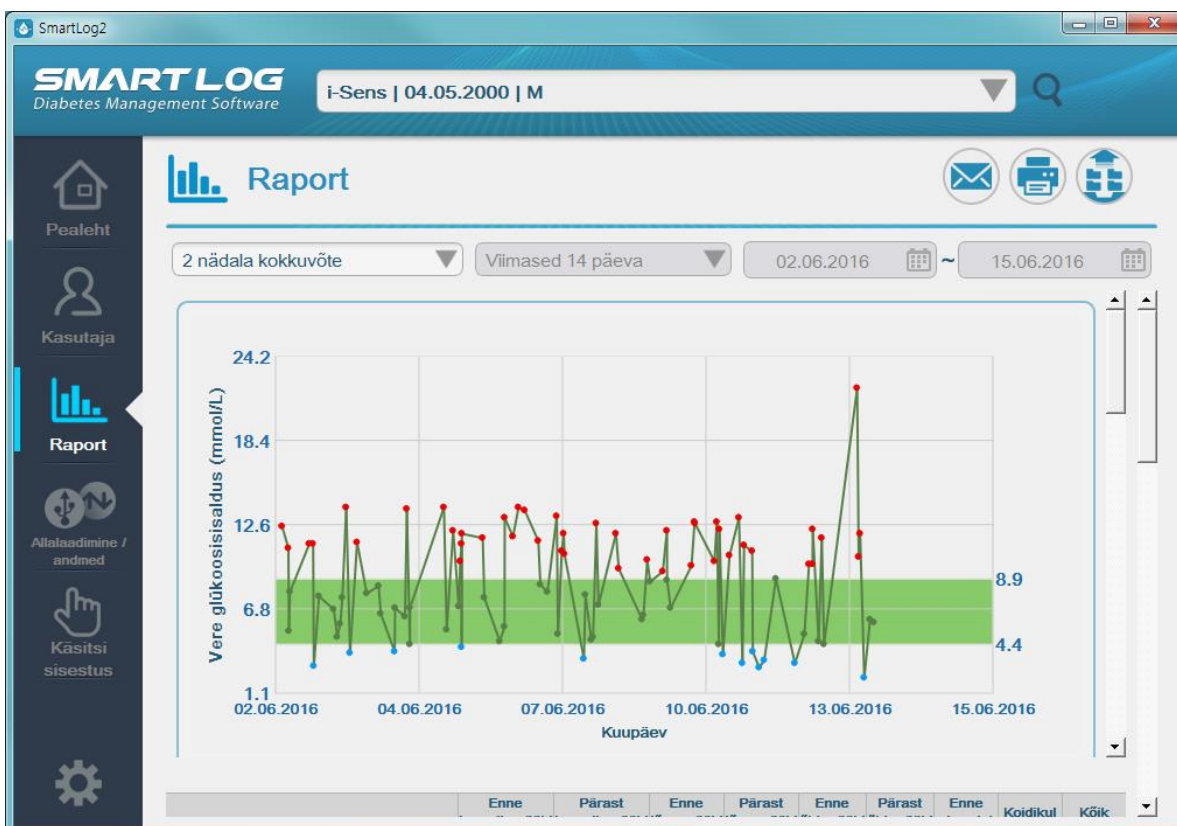 SmartLog2
SMART LOG
Diabetes Management Software
i-Sens | 04.05.2000 | M
Pealeht
Kasutaja
Raport
Allalaadimine /
andmed
Käsitsi
sisestus
Raport
2 nädala kokkuvõte
Viimased 14 päeva
02.06.2016
~
15.06.2016
Vere glükoosisisaldus (mmol/L)
24.2
18.4
12.6
6.8
1.1
8.9
4.4
02.06.2016
04.06.2016
07.06.2016
10.06.2016
13.06.2016
15.06.2016
Kuupäev
Enne Pärast Enne Pärast Enne Pärast Enne
Koidikul Kõik